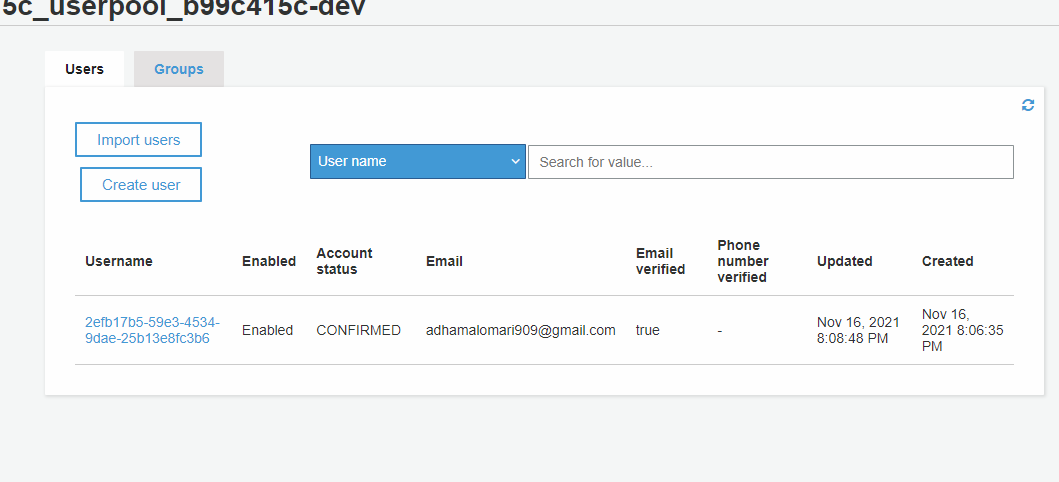 5c_userpool_b99c415c-dev
Users
Groups
Import users
Create user
User name
Search for value...
Username
Enabled
Account
status
Email
Email
verified
Phone
number
verified
Updated
Created
2efb17b5-59e3-4534-
9dae-25b13e8fc3b6
Enabled
CONFIRMED
adhamalomari909@gmail.com
true
-
Nov 16, 2021
8:08:48 PM
Nov 16,
2021 8:06:35
PM